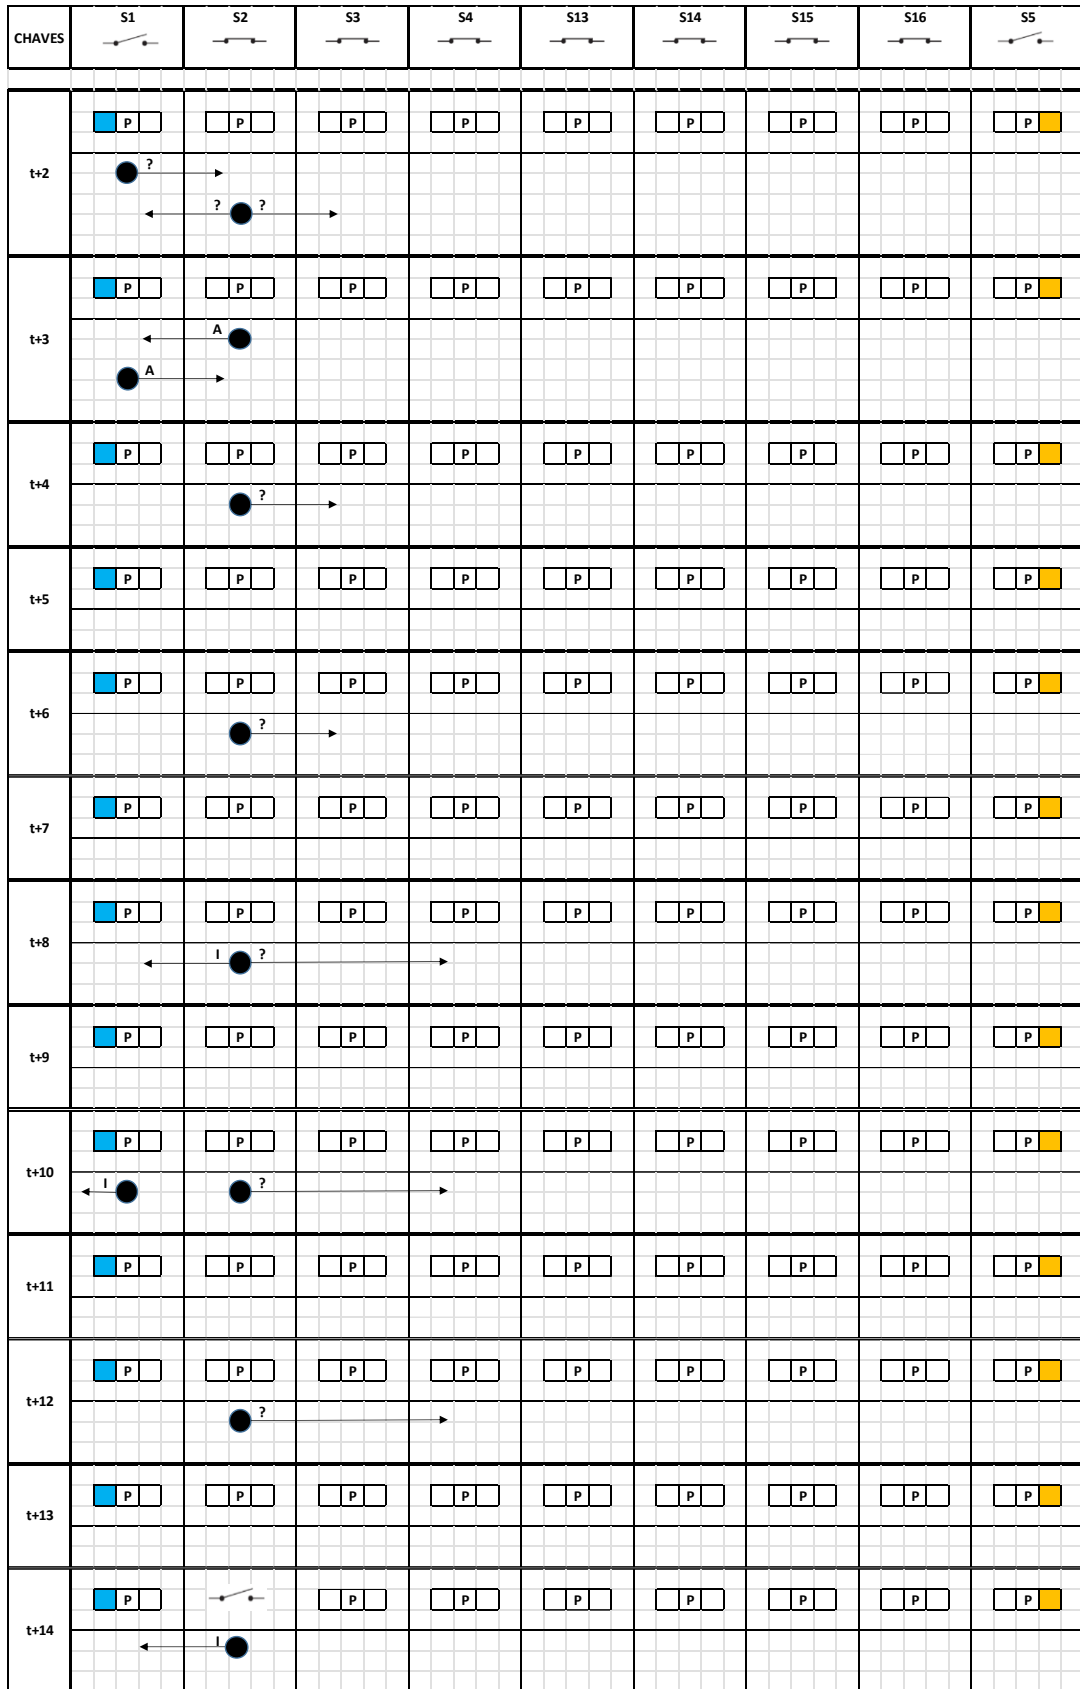 CHAVES S1 S2 S3 S4 S13 S14 S15 S16 S5
t+2 P P P P P P P P P
?
? ?
t+3 P P P P P P P P P
A
A
t+4 P P P P P P P P P
?
t+5 P P P P P P P P P
t+6 P P P P P P P P P
?
t+7 P P P P P P P P P
t+8 P P P P P P P P P
I ?
t+9 P P P P P P P P P
t+10 P P P P P P P P P
I ?
t+11 P P P P P P P P P
t+12 P P P P P P P P P
?
t+13 P P P P P P P P P
t+14 P P P P P P P P
I